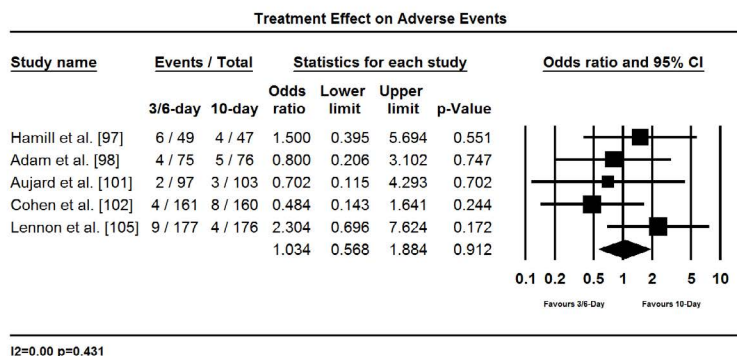 Treatment Effect on Adverse Events
Study name Events / Total Statistics for each study Odds ratio and 95% CI
Odds Lower Upper
3/6-day 10-day ratio limit limit p-Value
Hamill et al. [97] 6 / 49 4 / 47 1.500 0.395 5.694 0.551
Adam et al. [98] 4 / 75 5 / 76 0.800 0.206 3.102 0.747
Aujard et al. [101] 2 / 97 3 / 103 0.702 0.115 4.293 0.702
Cohen et al. [102] 4 / 161 8 / 160 0.484 0.143 1.641 0.244
Lennon et al. [105] 9 / 177 4 / 176 2.304 0.696 7.624 0.172
1.034 0.568 1.884 0.912
0.1 0.2 0.5 1 2 5 10
Favours 3/6-Day Favours 10-Day
I2=0.00 p=0.431